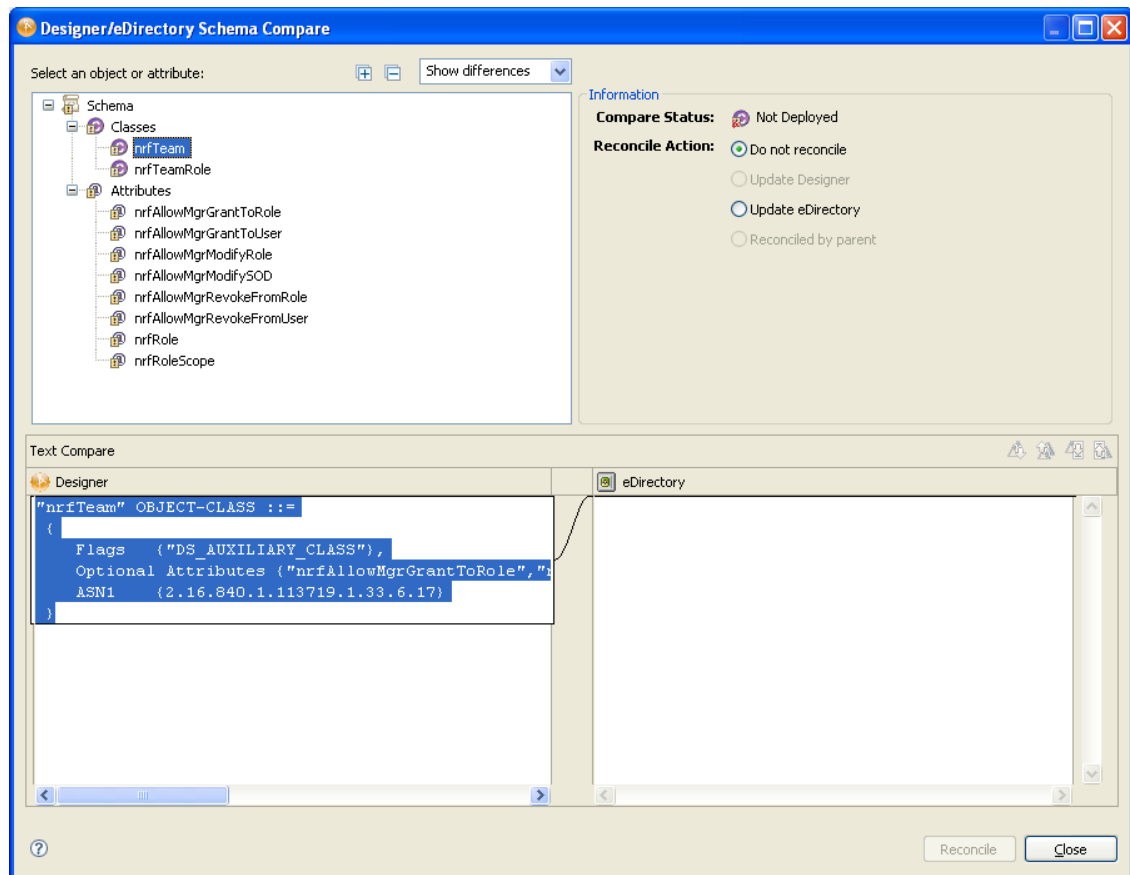 Designer/eDirectory Schema Compare
Select an object or attribute:
Show differences
Schema
Classes
nrfTeam
nrfTeamRole
Attributes
nrfAllowMgrGrantToRole
nrfAllowMgrGrantToUser
nrfAllowMgrModifyRole
nrfAllowMgrModifySOD
nrfAllowMgrRevokeFromRole
nrfAllowMgrRevokeFromUser
nrfRole
nrfRoleScope
Information
Compare Status: Not Deployed
Reconcile Action: Do not reconcile
Update Designer
Update eDirectory
Reconciled by parent
Text Compare
Designer
eDirectory
"nrfTeam" OBJECT-CLASS ::=
{
Flags {"DS_AUXILIARY_CLASS"},
Optional Attributes {"nrfAllowMgrGrantToRole","
ASN1 {2.16.840.1.113719.1.33.6.17}
}
Reconcile
Close